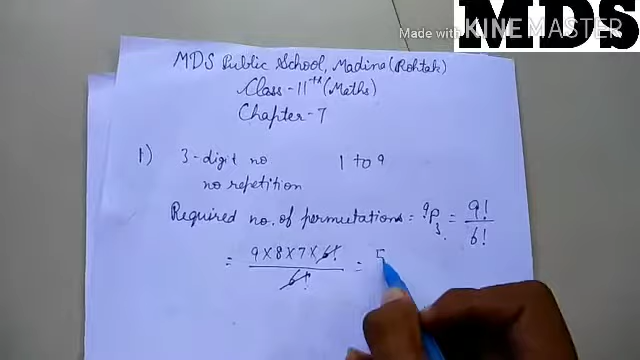 Made with KINEMASTER
MDS
MDS Public School, Madina (Rohtak)
Class - 11th (Maths)
Chapter - 7
1) 3-digit no 1 to 9
no repetition
Required no. of permutations = ⁹P₃ = 9!/6!
= 9×8×7×6!/6! = 5